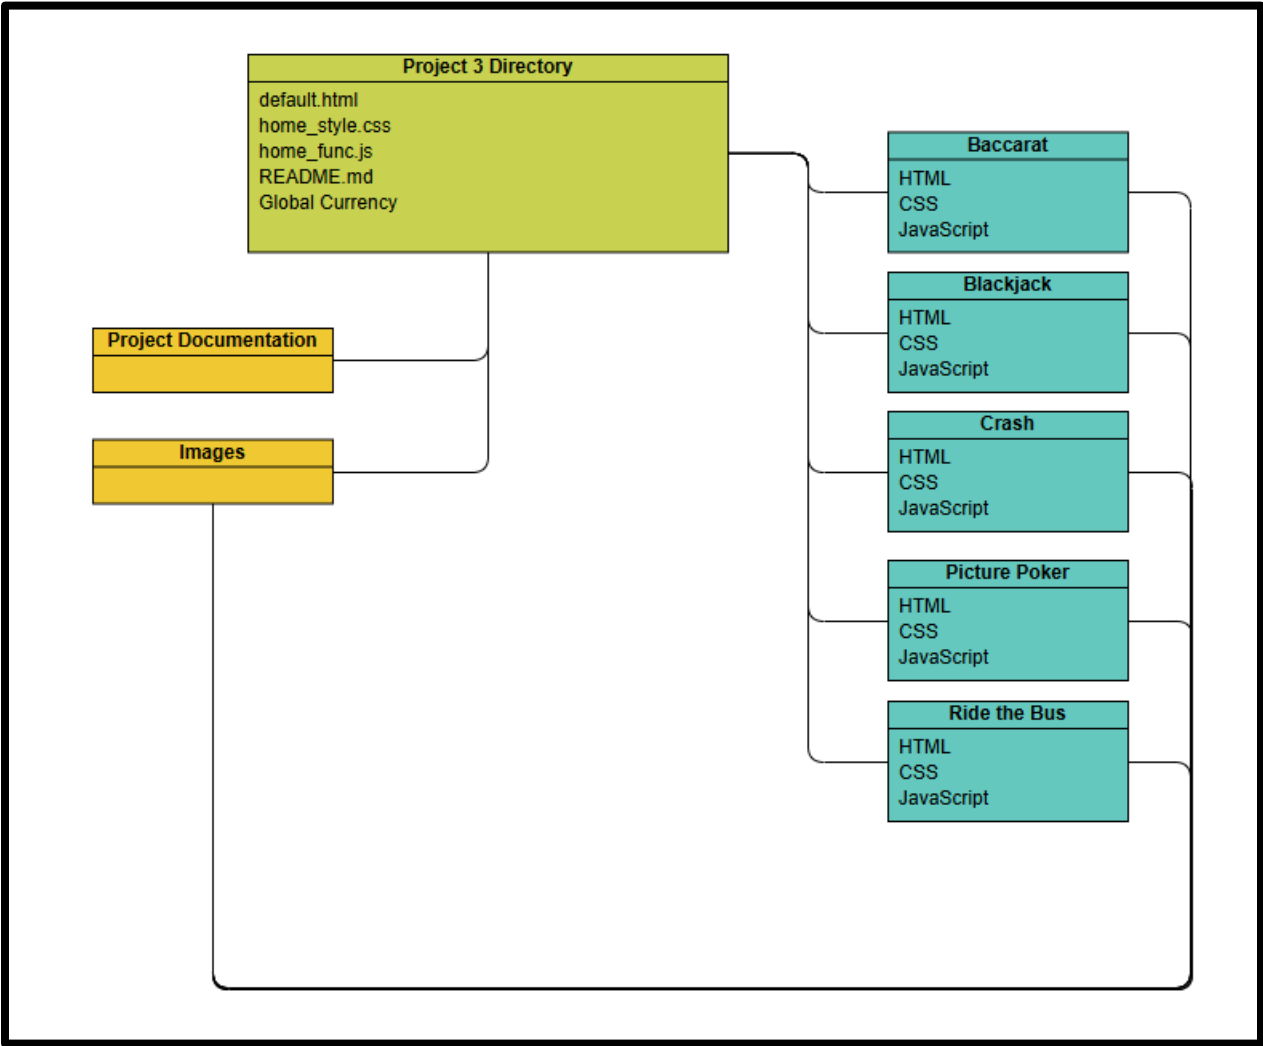 Project 3 Directory
default.html
home_style.css
home_func.js
README.md
Global Currency
Project Documentation
Images
Baccarat
HTML
CSS
JavaScript
Blackjack
HTML
CSS
JavaScript
Crash
HTML
CSS
JavaScript
Picture Poker
HTML
CSS
JavaScript
Ride the Bus
HTML
CSS
JavaScript